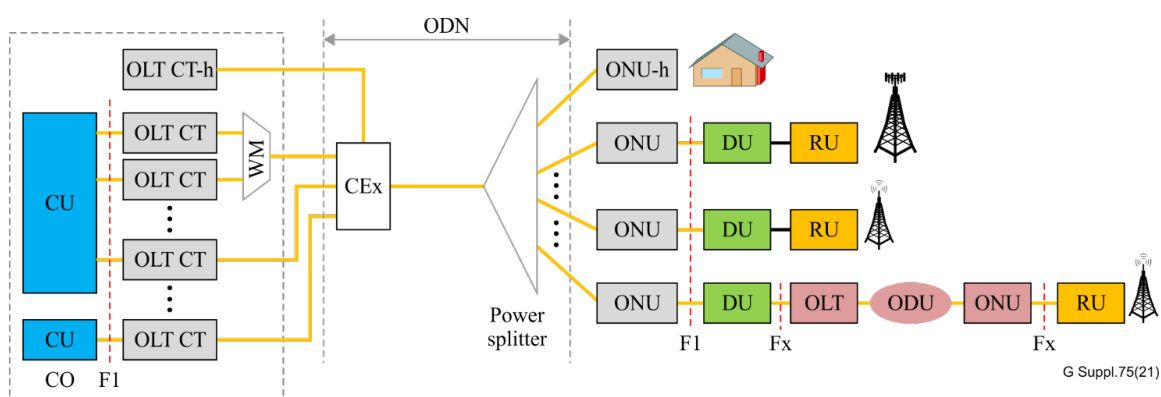 ODN
OLT CT-h
ONU-h
CU
OLT CT
OLT CT
OLT CT
WM
CEx
ONU
DU
RU
ONU
DU
RU
ONU
DU
OLT
ODU
ONU
RU
CU
OLT CT
CO
F1
Power
splitter
F1
Fx
Fx
G Suppl.75(21)